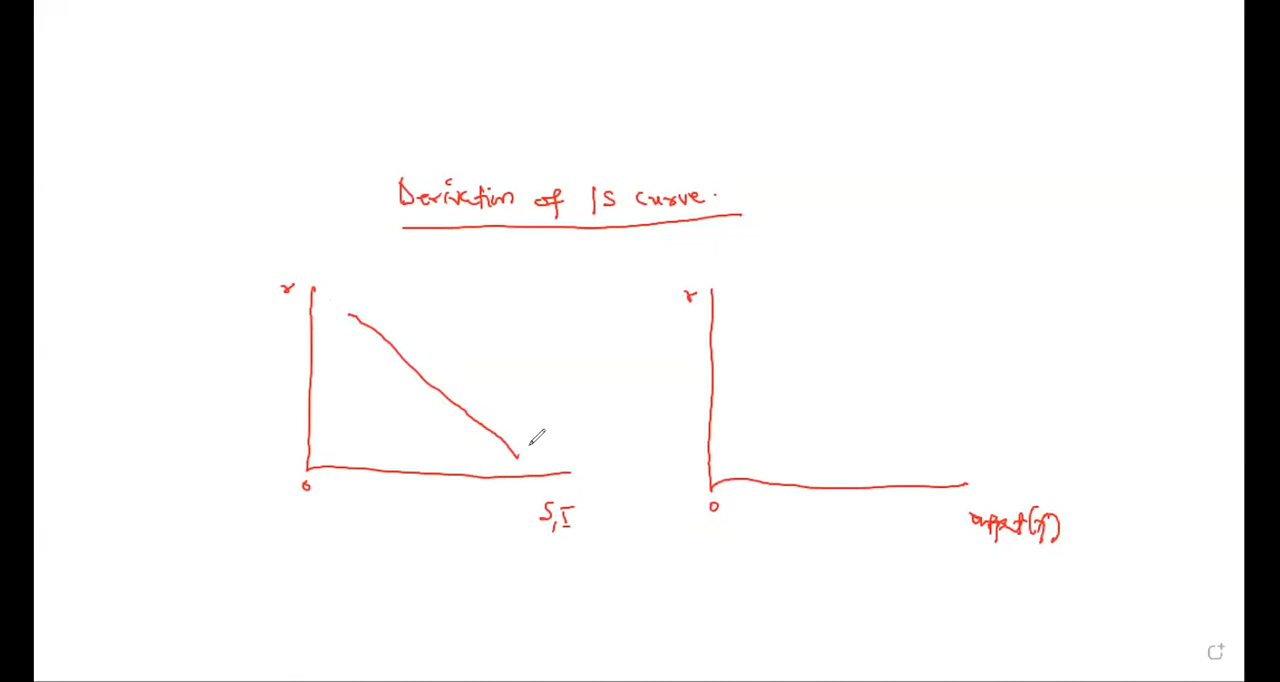 Derivation of IS curve.
r
r
0
S, I
0
output (Y)